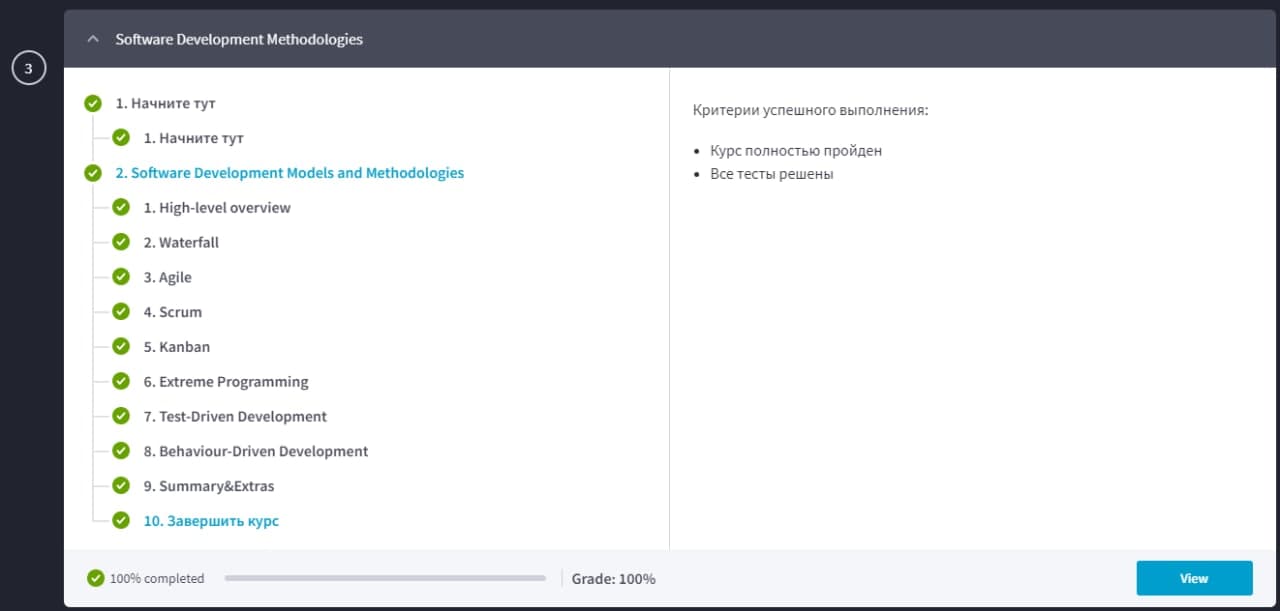 Software Development Methodologies
3
1. Начните тут
1. Начните тут
2. Software Development Models and Methodologies
1. High-level overview
2. Waterfall
3. Agile
4. Scrum
5. Kanban
6. Extreme Programming
7. Test-Driven Development
8. Behaviour-Driven Development
9. Summary&Extras
10. Завершить курс
Критерии успешного выполнения:
• Курс полностью пройден
• Все тесты решены
100% completed
Grade: 100%
View